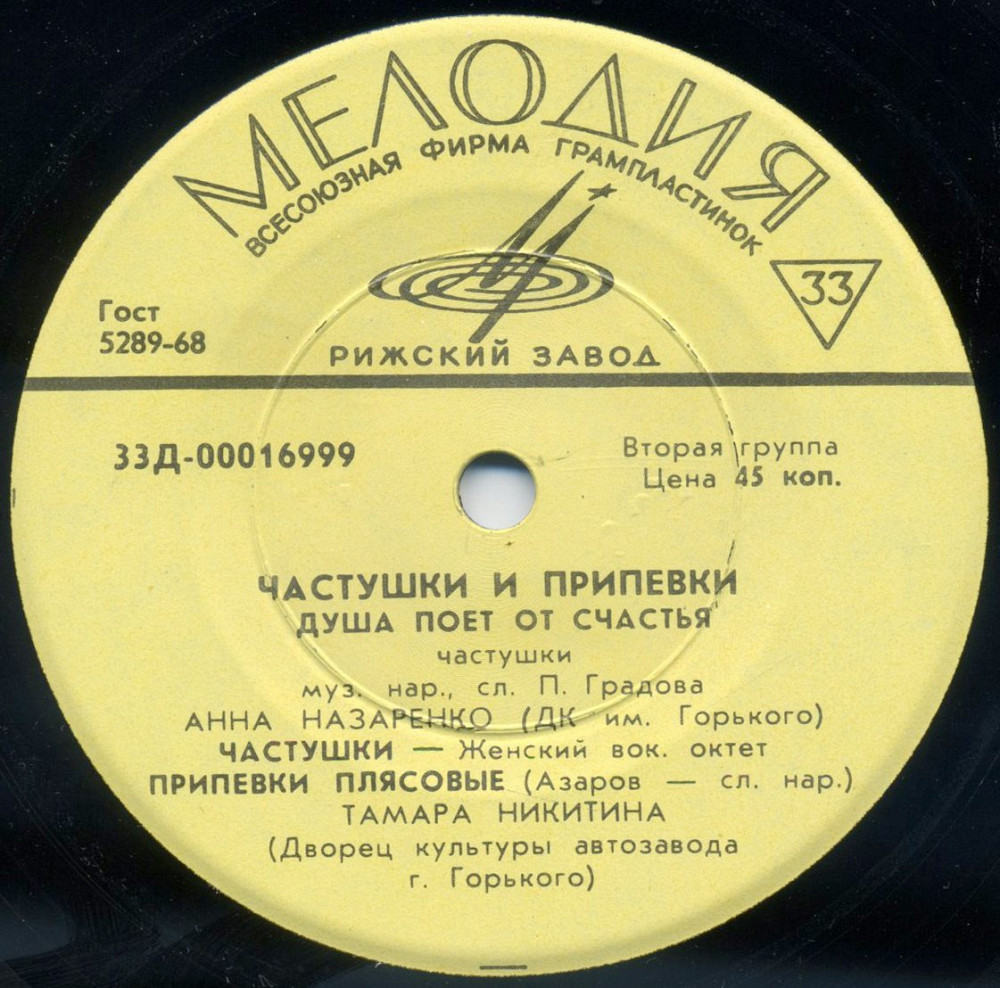 МЕЛОДИЯ
ВСЕСОЮЗНАЯ ФИРМА ГРАМПЛАСТИНОК
33
Гост
5289-68
РИЖСКИЙ ЗАВОД
33Д-00016999
Вторая группа
Цена 45 коп.
ЧАСТУШКИ И ПРИПЕВКИ
ДУША ПОЕТ ОТ СЧАСТЬЯ
частушки
муз. нар., сл. П. Градова
АННА НАЗАРЕНКО (ДК им. Горького)
ЧАСТУШКИ — Женский вок. октет
ПРИПЕВКИ ПЛЯСОВЫЕ (Азаров — сл. нар.)
ТАМАРА НИКИТИНА
(Дворец культуры автозавода
г. Горького)